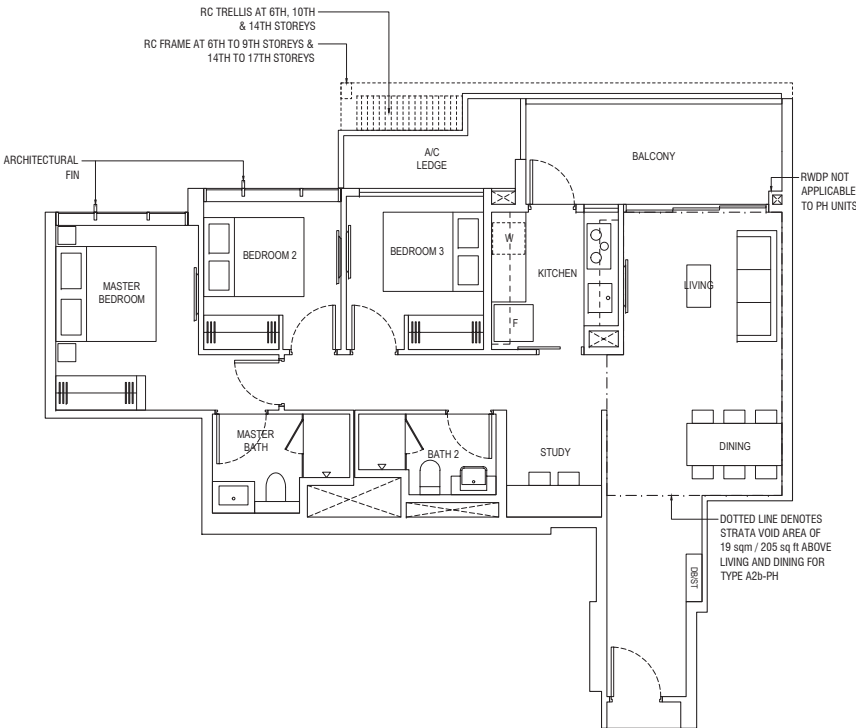 RC TRELLIS AT 6TH, 10TH
& 14TH STOREYS
RC FRAME AT 6TH TO 9TH STOREYS &
14TH TO 17TH STOREYS
A/C
LEDGE
BALCONY
ARCHITECTURAL
FIN
RWDP NOT
APPLICABLE
TO PH UNITS
BEDROOM 2
BEDROOM 3
W
KITCHEN
MASTER
BEDROOM
LIVING
F
MASTER
BATH
BATH 2
STUDY
DINING
DOTTED LINE DENOTES
STRATA VOID AREA OF
19 sqm / 205 sq ft ABOVE
LIVING AND DINING FOR
TYPE A2b-PH
DB/ST